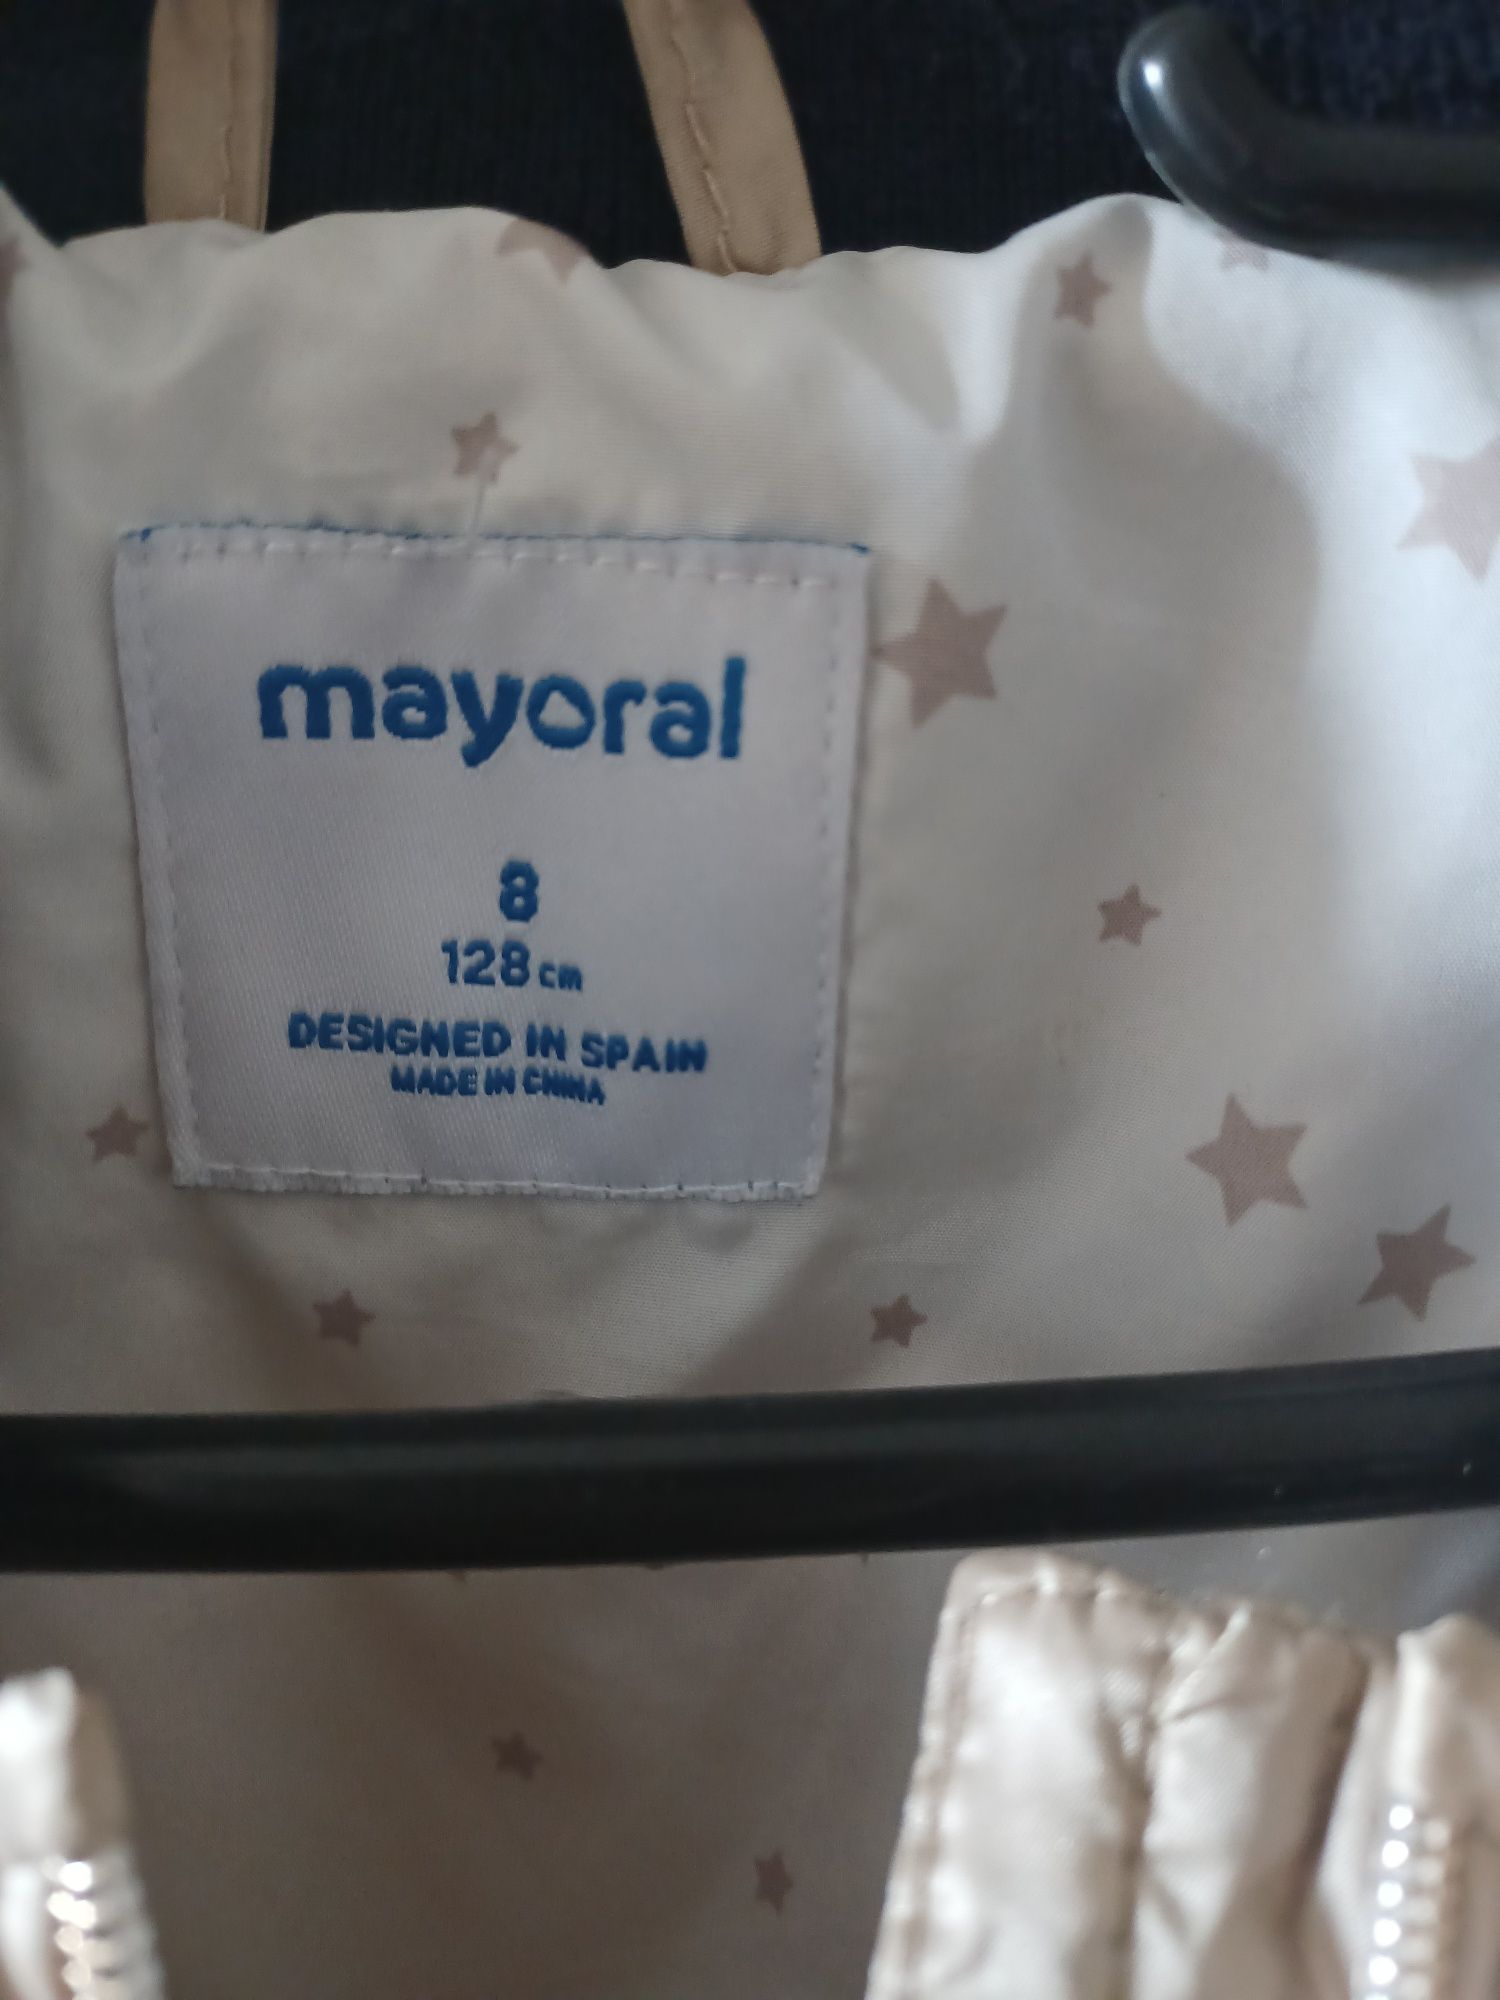 mayoral
8
128 cm
DESIGNED IN SPAIN
MADE IN CHINA